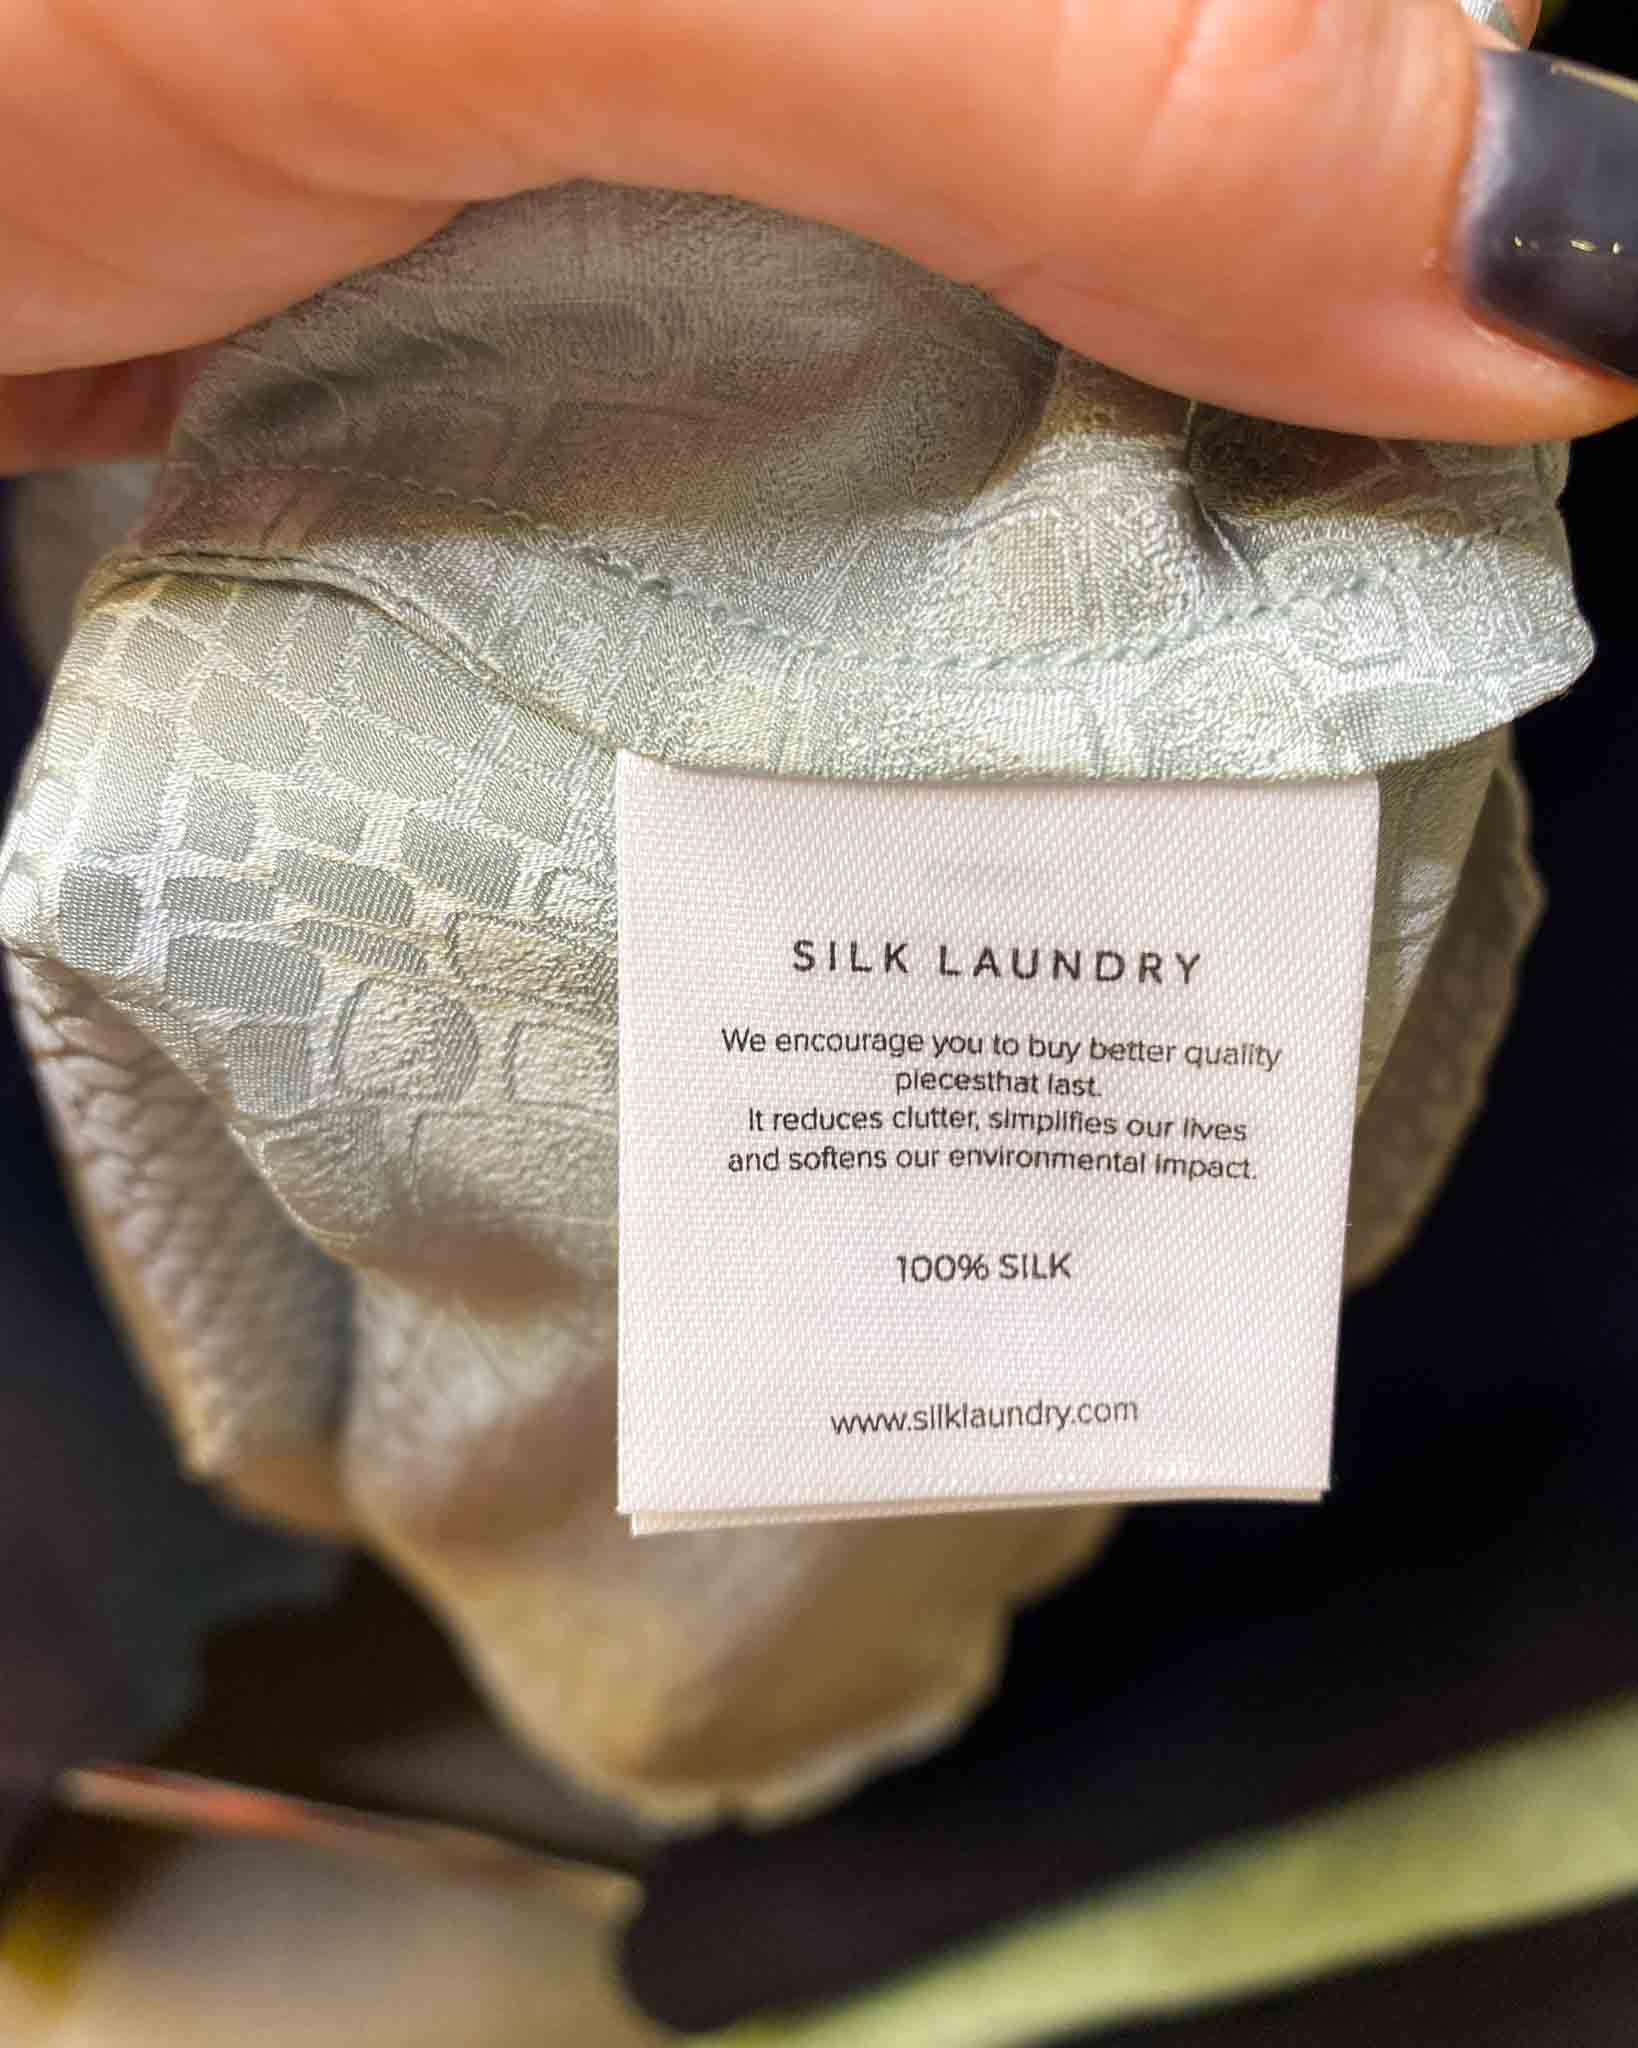 SILK LAUNDRY
We encourage you to buy better quality
piecesthat last.
It reduces clutter, simplifies our lives
and softens our environmental impact.
100% SILK
www.silklaundry.com